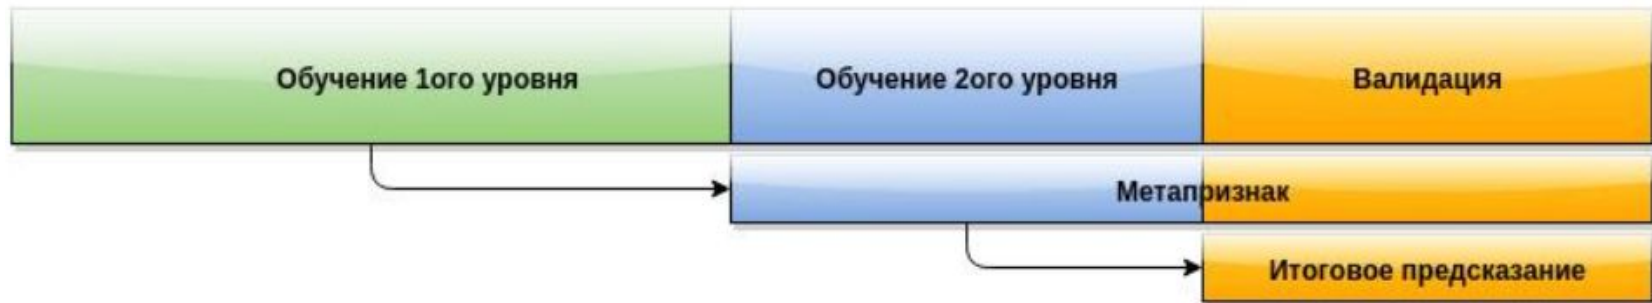 Обучение 1ого уровня
Обучение 2ого уровня
Валидация
Метапризнак
Итоговое предсказание